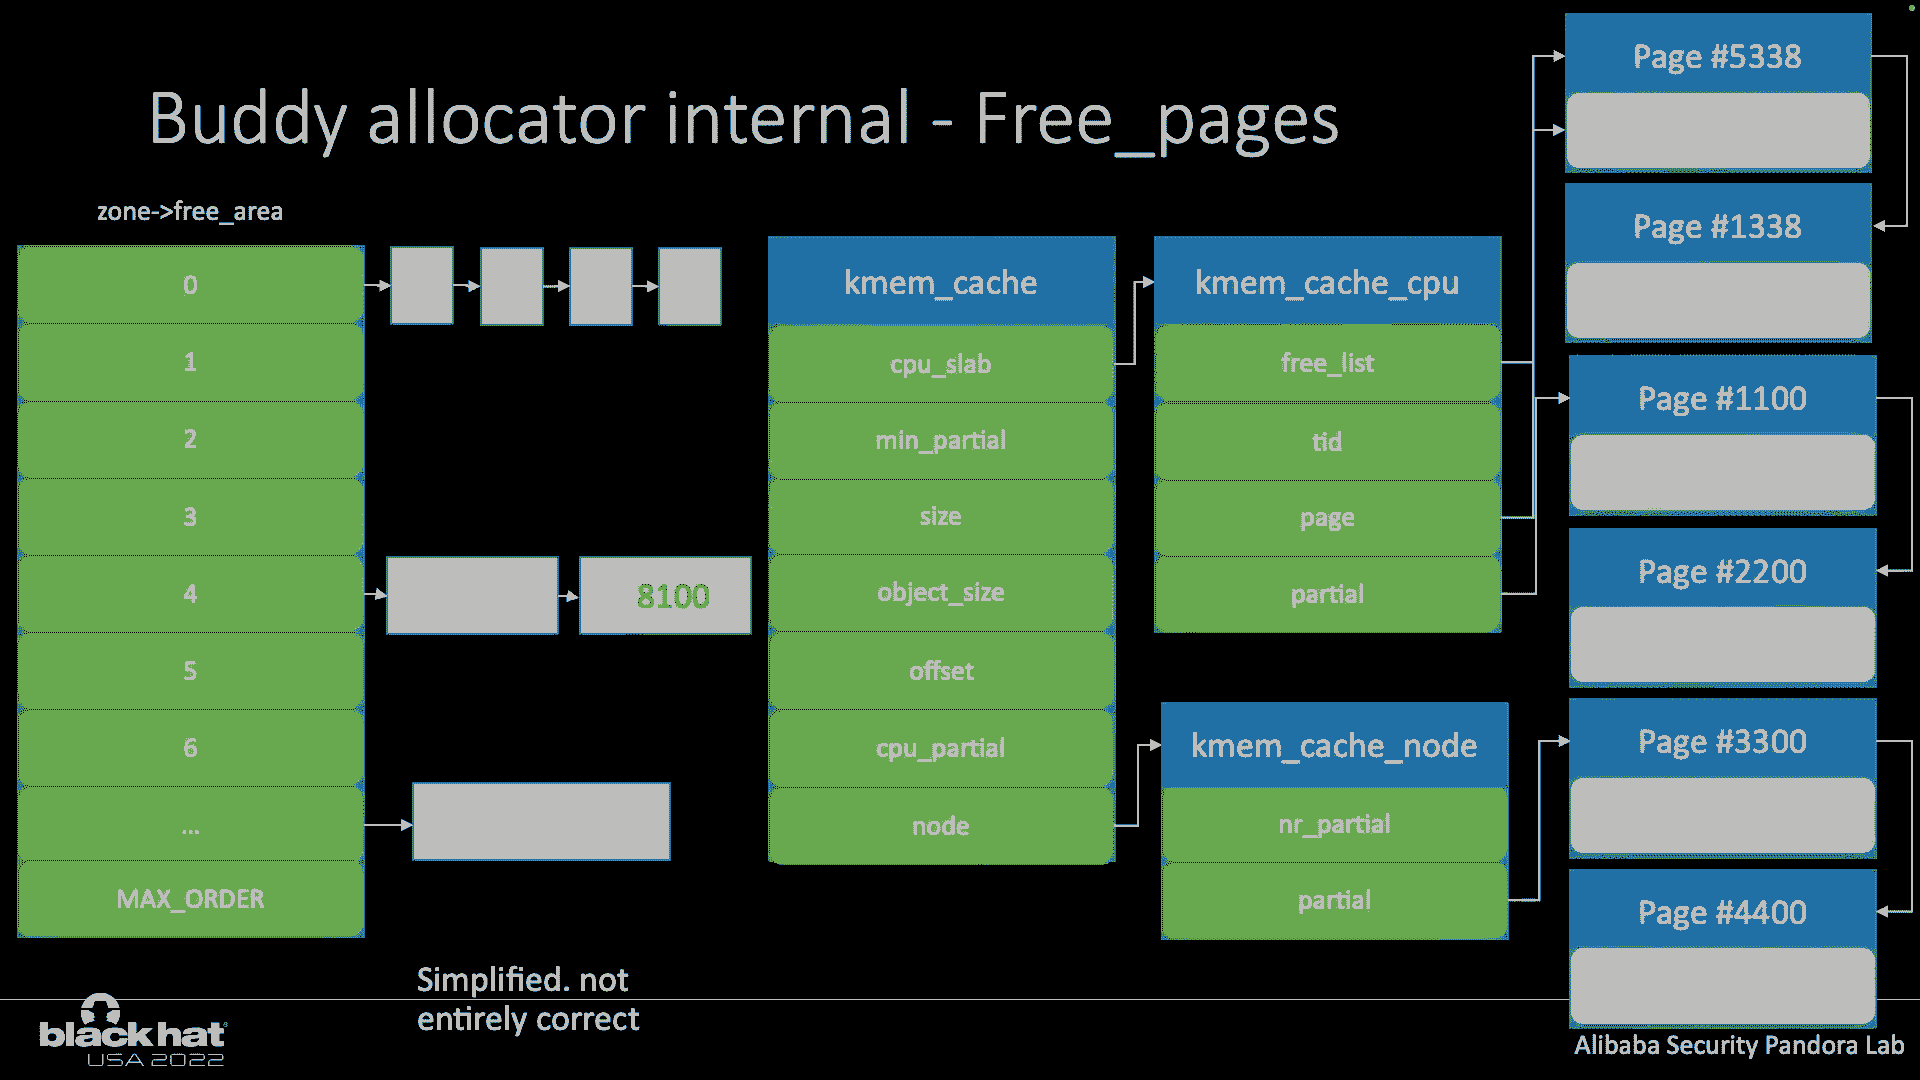 Buddy allocator internal - Free_pages
zone->free_area
0
1
2
3
4
5
6
...
MAX_ORDER
8100
kmem_cache
cpu_slab
min_partial
size
object_size
offset
cpu_partial
node
kmem_cache_cpu
free_list
tid
page
partial
kmem_cache_node
nr_partial
partial
Page #5338
Page #1338
Page #1100
Page #2200
Page #3300
Page #4400
Simplified. not
entirely correct
black hat
USA 2022
Alibaba Security Pandora Lab